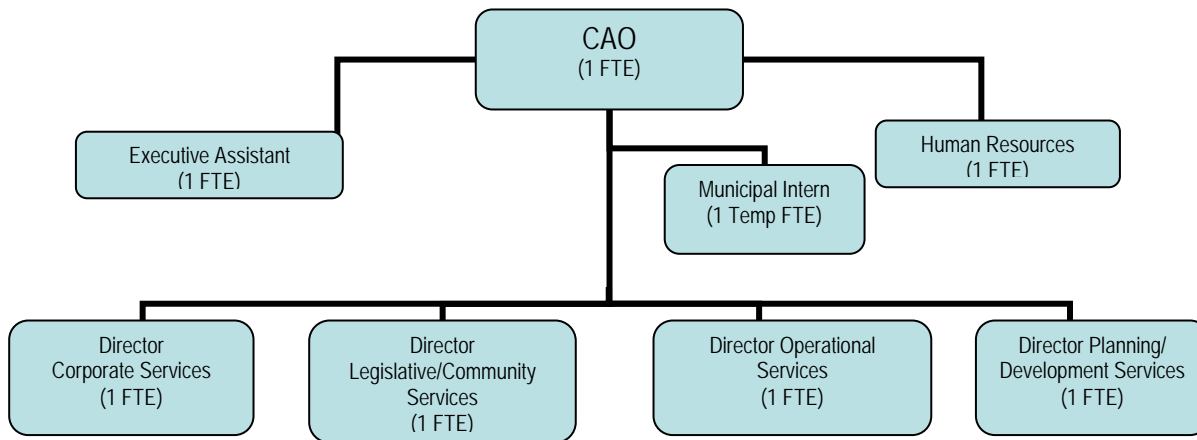 CAO
(1 FTE)
Executive Assistant
(1 FTE)
Human Resources
(1 FTE)
Municipal Intern
(1 Temp FTE)
Director
Corporate Services
(1 FTE)
Director
Legislative/Community
Services
(1 FTE)
Director Operational
Services
(1 FTE)
Director Planning/
Development Services
(1 FTE)